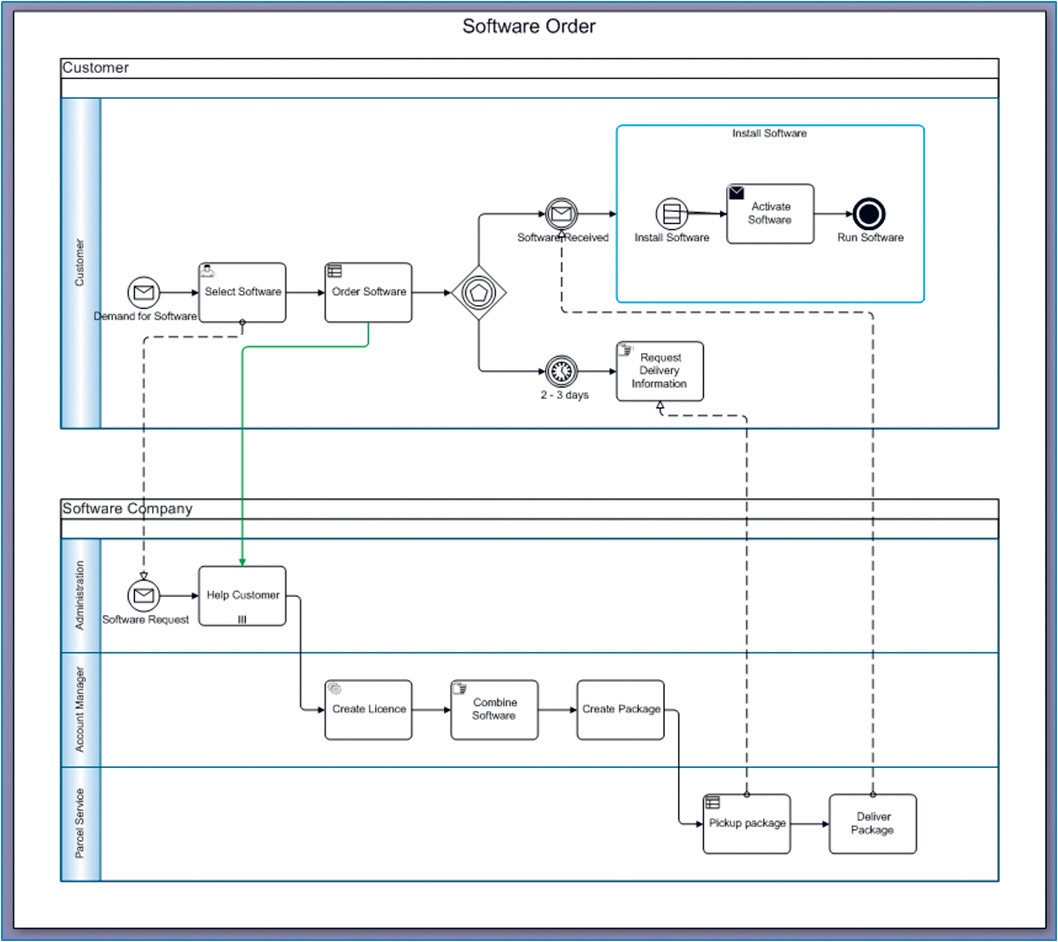 Software Order
Customer
Customer
Install Software
Install Software
Activate
Software
Run Software
Software Received
Demand for Software
Select Software
Order Software
2 - 3 days
Request
Delivery
Information
Software Company
Administration
Software Request
Help Customer
Account Manager
Create Licence
Combine
Software
Create Package
Parcel Service
Pickup package
Deliver
Package